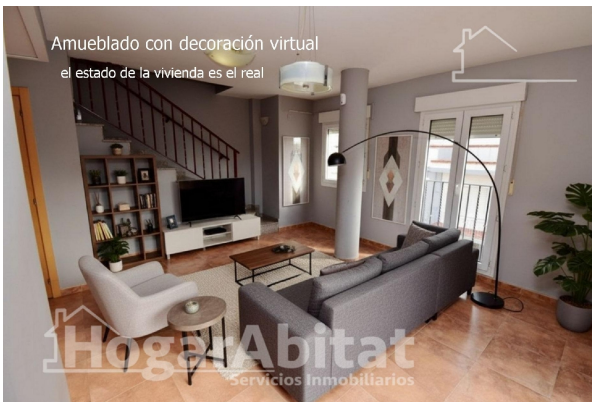 Amueblado con decoración virtual
el estado de la vivienda es el real
HogarAbitat
Servicios Inmobiliarios